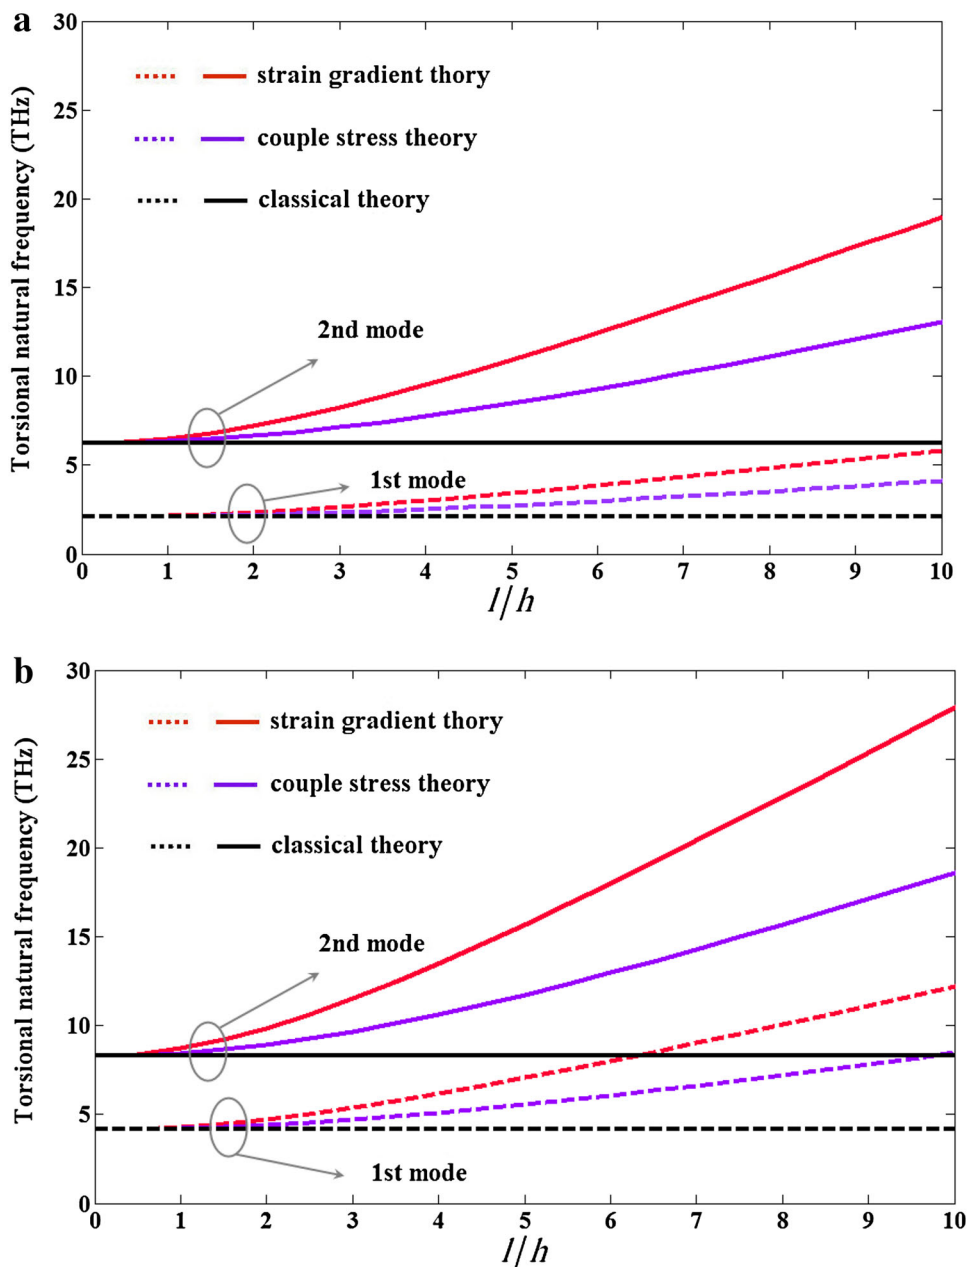 a
Torsional natural frequency (THz)
30
25
20
15
10
5
0
strain gradient thory
couple stress theory
classical theory
2nd mode
1st mode
0 1 2 3 4 5 6 7 8 9 10
l/h
b
Torsional natural frequency (THz)
30
25
20
15
10
5
0
strain gradient thory
couple stress theory
classical theory
2nd mode
1st mode
0 1 2 3 4 5 6 7 8 9 10
l/h